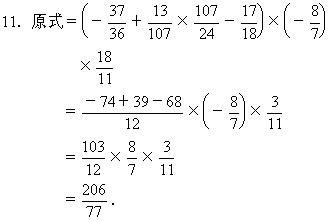 11. 原式 = (-37/36 + 13/107 × 107/24 - 17/18) × (-8/7)
× 18/11
= (-74+39-68)/12 × (-8/7) × 3/11
= 103/12 × 8/7 × 3/11
= 206/77.